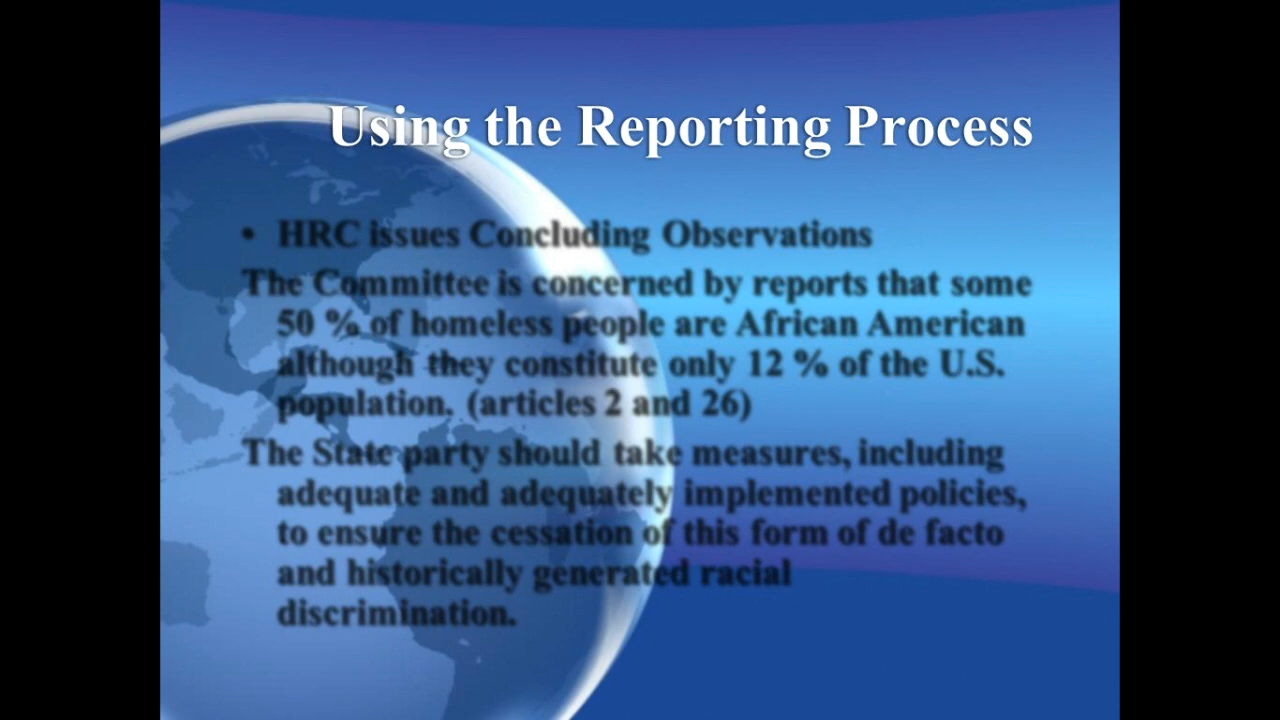 Using the Reporting Process
• HRC issues Concluding Observations
The Committee is concerned by reports that some
50 % of homeless people are African American
although they constitute only 12 % of the U.S.
population. (articles 2 and 26)
The State party should take measures, including
adequate and adequately implemented policies,
to ensure the cessation of this form of de facto
and historically generated racial
discrimination.